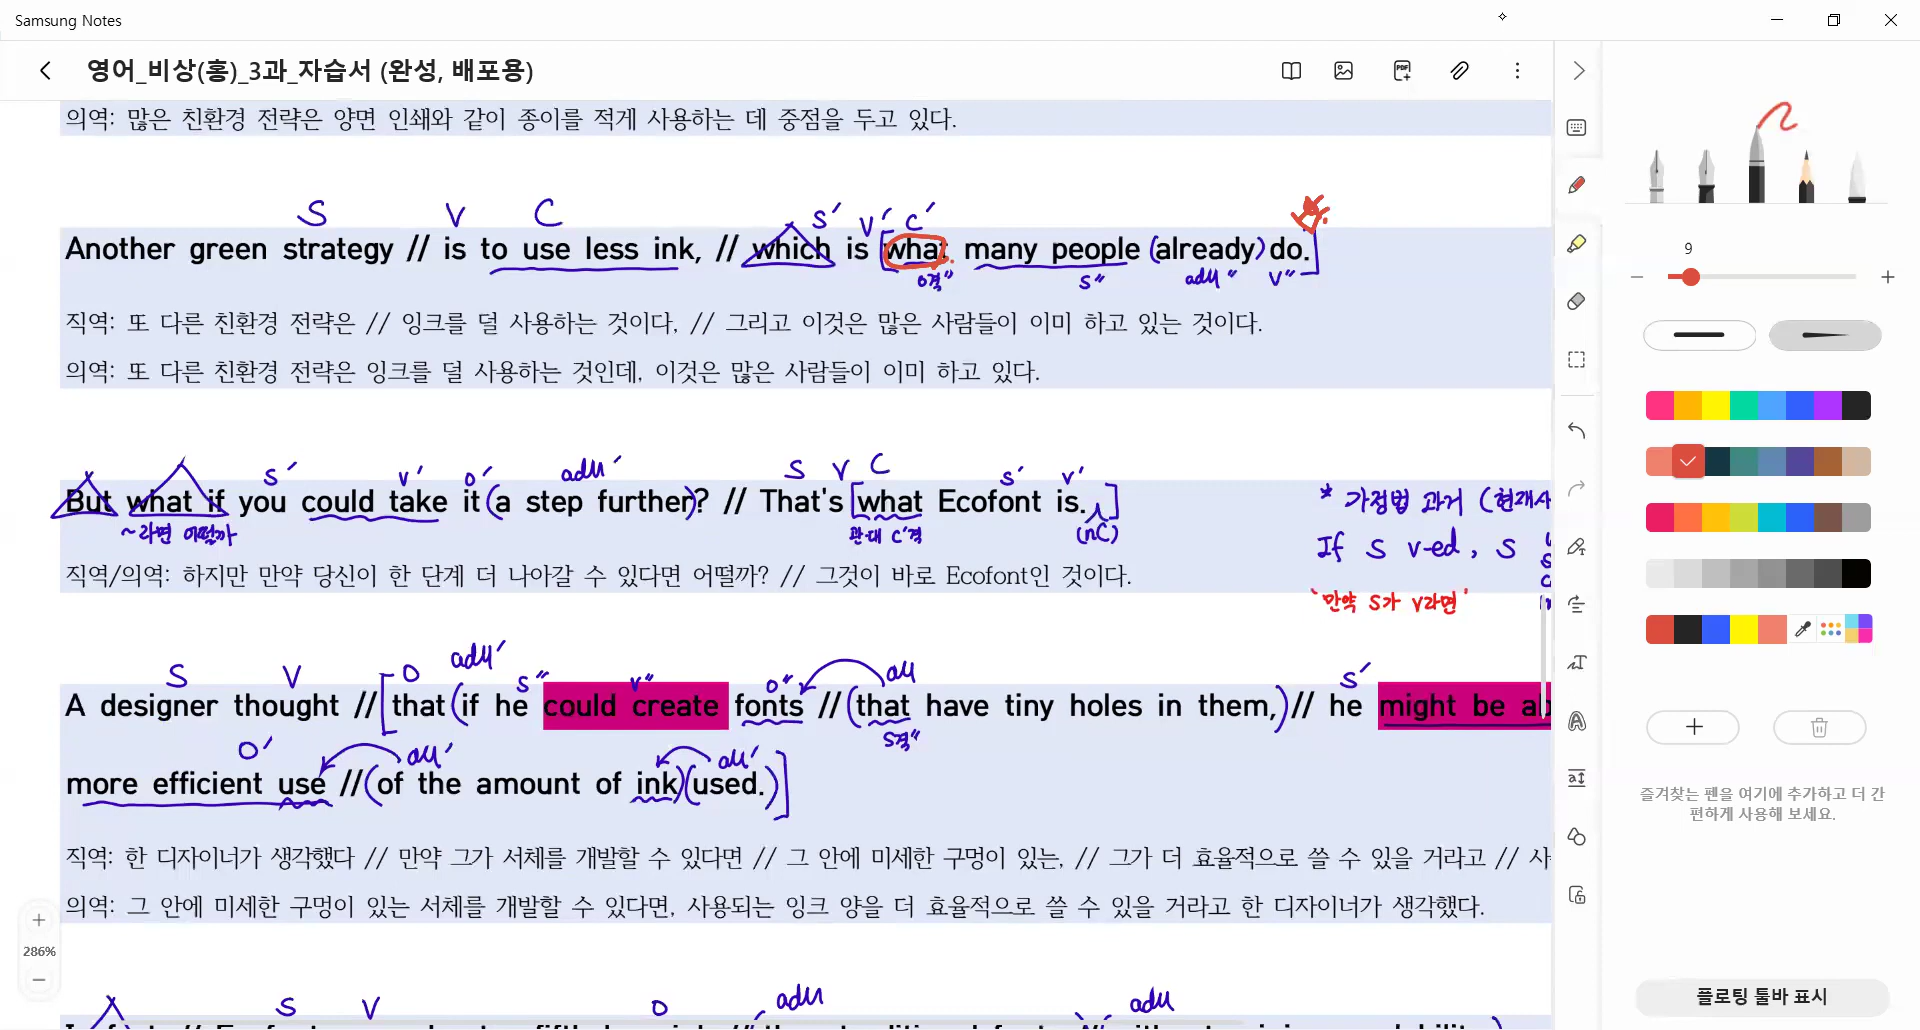 Samsung Notes
영어_비상(홍)_3과_자습서 (완성, 배포용)
의역: 많은 친환경 전략은 양면 인쇄와 같이 종이를 적게 사용하는 데 중점을 두고 있다.
S V C S′ V′ C′
Another green strategy // is to use less ink, // which is [what many people (already) do.]
o격″ S″ adu″ V″
직역: 또 다른 친환경 전략은 // 잉크를 덜 사용하는 것이다, // 그리고 이것은 많은 사람들이 이미 하고 있는 것이다.
의역: 또 다른 친환경 전략은 잉크를 덜 사용하는 것인데, 이것은 많은 사람들이 이미 하고 있다.
S′ V′ O′ adu′ S V C S′ V′
But what if you could take it (a step further)? // That's [what Ecofont is. ]
~라면 어떨까 관·대 C′격 (nC)
* 가정법 과거 (현재사
If S V-ed, S
직역/의역: 하지만 만약 당신이 한 단계 더 나아갈 수 있다면 어떨까? // 그것이 바로 Ecofont인 것이다.
'만약 S가 V라면'
S V O adu′ S″ V″ O″ au S′
A designer thought // [that (if he could create fonts // (that have tiny holes in them,) // he might be ab
S격″
O′ au′ au′
more efficient use // (of the amount of ink) (used.) ]
직역: 한 디자이너가 생각했다 // 만약 그가 서체를 개발할 수 있다면 // 그 안에 미세한 구멍이 있는, // 그가 더 효율적으로 쓸 수 있을 거라고 // 사
의역: 그 안에 미세한 구멍이 있는 서체를 개발할 수 있다면, 사용되는 잉크 양을 더 효율적으로 쓸 수 있을 거라고 한 디자이너가 생각했다.
S V O adu adu
286%
9
즐겨찾는 펜을 여기에 추가하고 더 간
편하게 사용해 보세요.
플로팅 툴바 표시